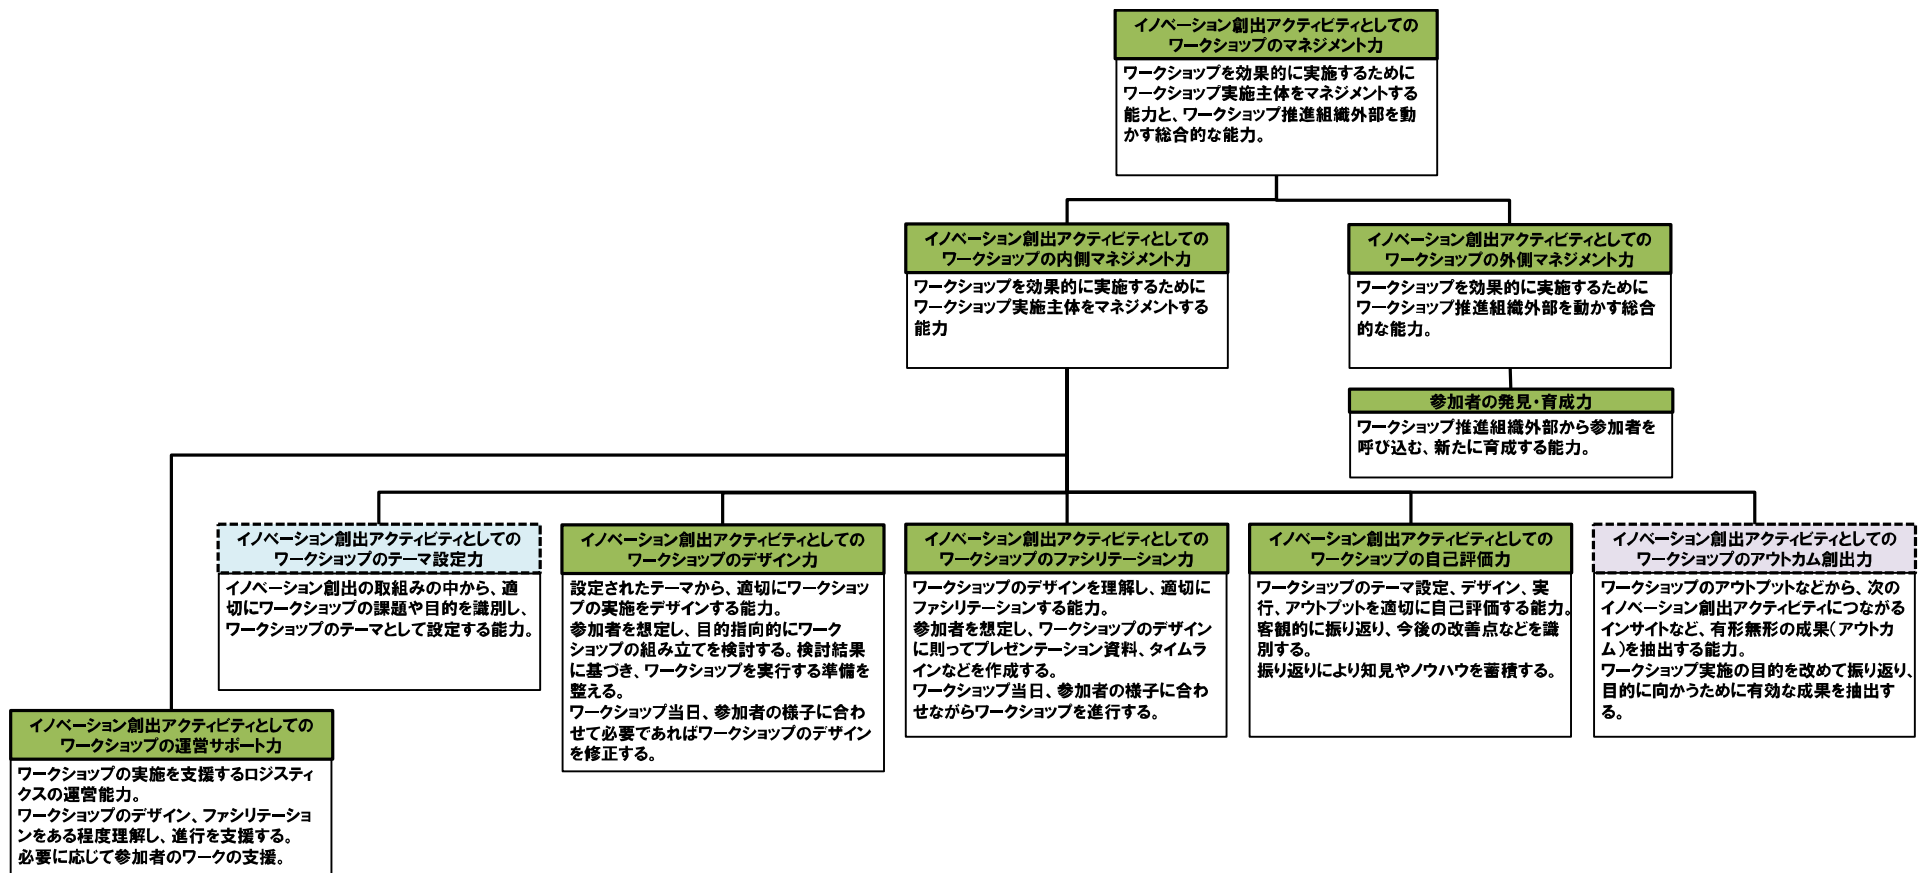 イノベーション創出アクティビティとしての
ワークショップのマネジメント力
ワークショップを効果的に実施するために
ワークショップ実施主体をマネジメントする
能力と、ワークショップ推進組織外部を動
かす総合的な能力。
イノベーション創出アクティビティとしての
ワークショップの内側マネジメント力
ワークショップを効果的に実施するために
ワークショップ実施主体をマネジメントする
能力
イノベーション創出アクティビティとしての
ワークショップの外側マネジメント力
ワークショップを効果的に実施するために
ワークショップ推進組織外部を動かす総合
的な能力。
参加者の発見・育成力
ワークショップ推進組織外部から参加者を
呼び込む、新たに育成する能力。
イノベーション創出アクティビティとしての
ワークショップのテーマ設定力
イノベーション創出の取組みの中から、適
切にワークショップの課題や目的を識別し、
ワークショップのテーマとして設定する能力。
イノベーション創出アクティビティとしての
ワークショップのデザイン力
設定されたテーマから、適切にワークショッ
プの実施をデザインする能力。
参加者を想定し、目的指向的にワーク
ショップの組み立てを検討する。検討結果
に基づき、ワークショップを実行する準備を
整える。
ワークショップ当日、参加者の様子に合わ
せて必要であればワークショップのデザイン
を修正する。
イノベーション創出アクティビティとしての
ワークショップのファシリテーション力
ワークショップのデザインを理解し、適切に
ファシリテーションする能力。
参加者を想定し、ワークショップのデザイン
に則ってプレゼンテーション資料、タイムラ
インなどを作成する。
ワークショップ当日、参加者の様子に合わ
せながらワークショップを進行する。
イノベーション創出アクティビティとしての
ワークショップの自己評価力
ワークショップのテーマ設定、デザイン、実
行、アウトプットを適切に自己評価する能力。
客観的に振り返り、今後の改善点などを識
別する。
振り返りにより知見やノウハウを蓄積する。
イノベーション創出アクティビティとしての
ワークショップのアウトカム創出力
ワークショップのアウトプットなどから、次の
イノベーション創出アクティビティにつながる
インサイトなど、有形無形の成果(アウトカ
ム)を抽出する能力。
ワークショップ実施の目的を改めて振り返り、
目的に向かうために有効な成果を抽出す
る。
イノベーション創出アクティビティとしての
ワークショップの運営サポート力
ワークショップの実施を支援するロジスティ
クスの運営能力。
ワークショップのデザイン、ファシリテーショ
ンをある程度理解し、進行を支援する。
必要に応じて参加者のワークの支援。